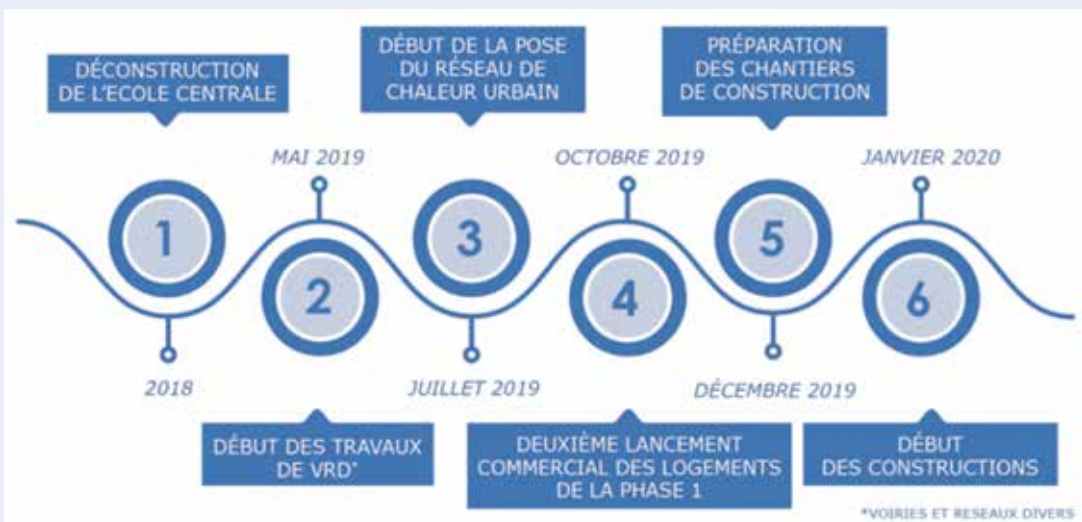 DÉCONSTRUCTION
DE L'ECOLE CENTRALE
1
2018
MAI 2019
2
DÉBUT DES TRAVAUX
DE VRD*
DÉBUT DE LA POSE
DU RÉSEAU DE
CHALEUR URBAIN
3
JUILLET 2019
OCTOBRE 2019
4
DEUXIÈME LANCEMENT
COMMERCIAL DES LOGEMENTS
DE LA PHASE 1
PRÉPARATION
DES CHANTIERS
DE CONSTRUCTION
5
DÉCEMBRE 2019
JANVIER 2020
6
DÉBUT
DES CONSTRUCTIONS
*VOIRIES ET RESEAUX DIVERS